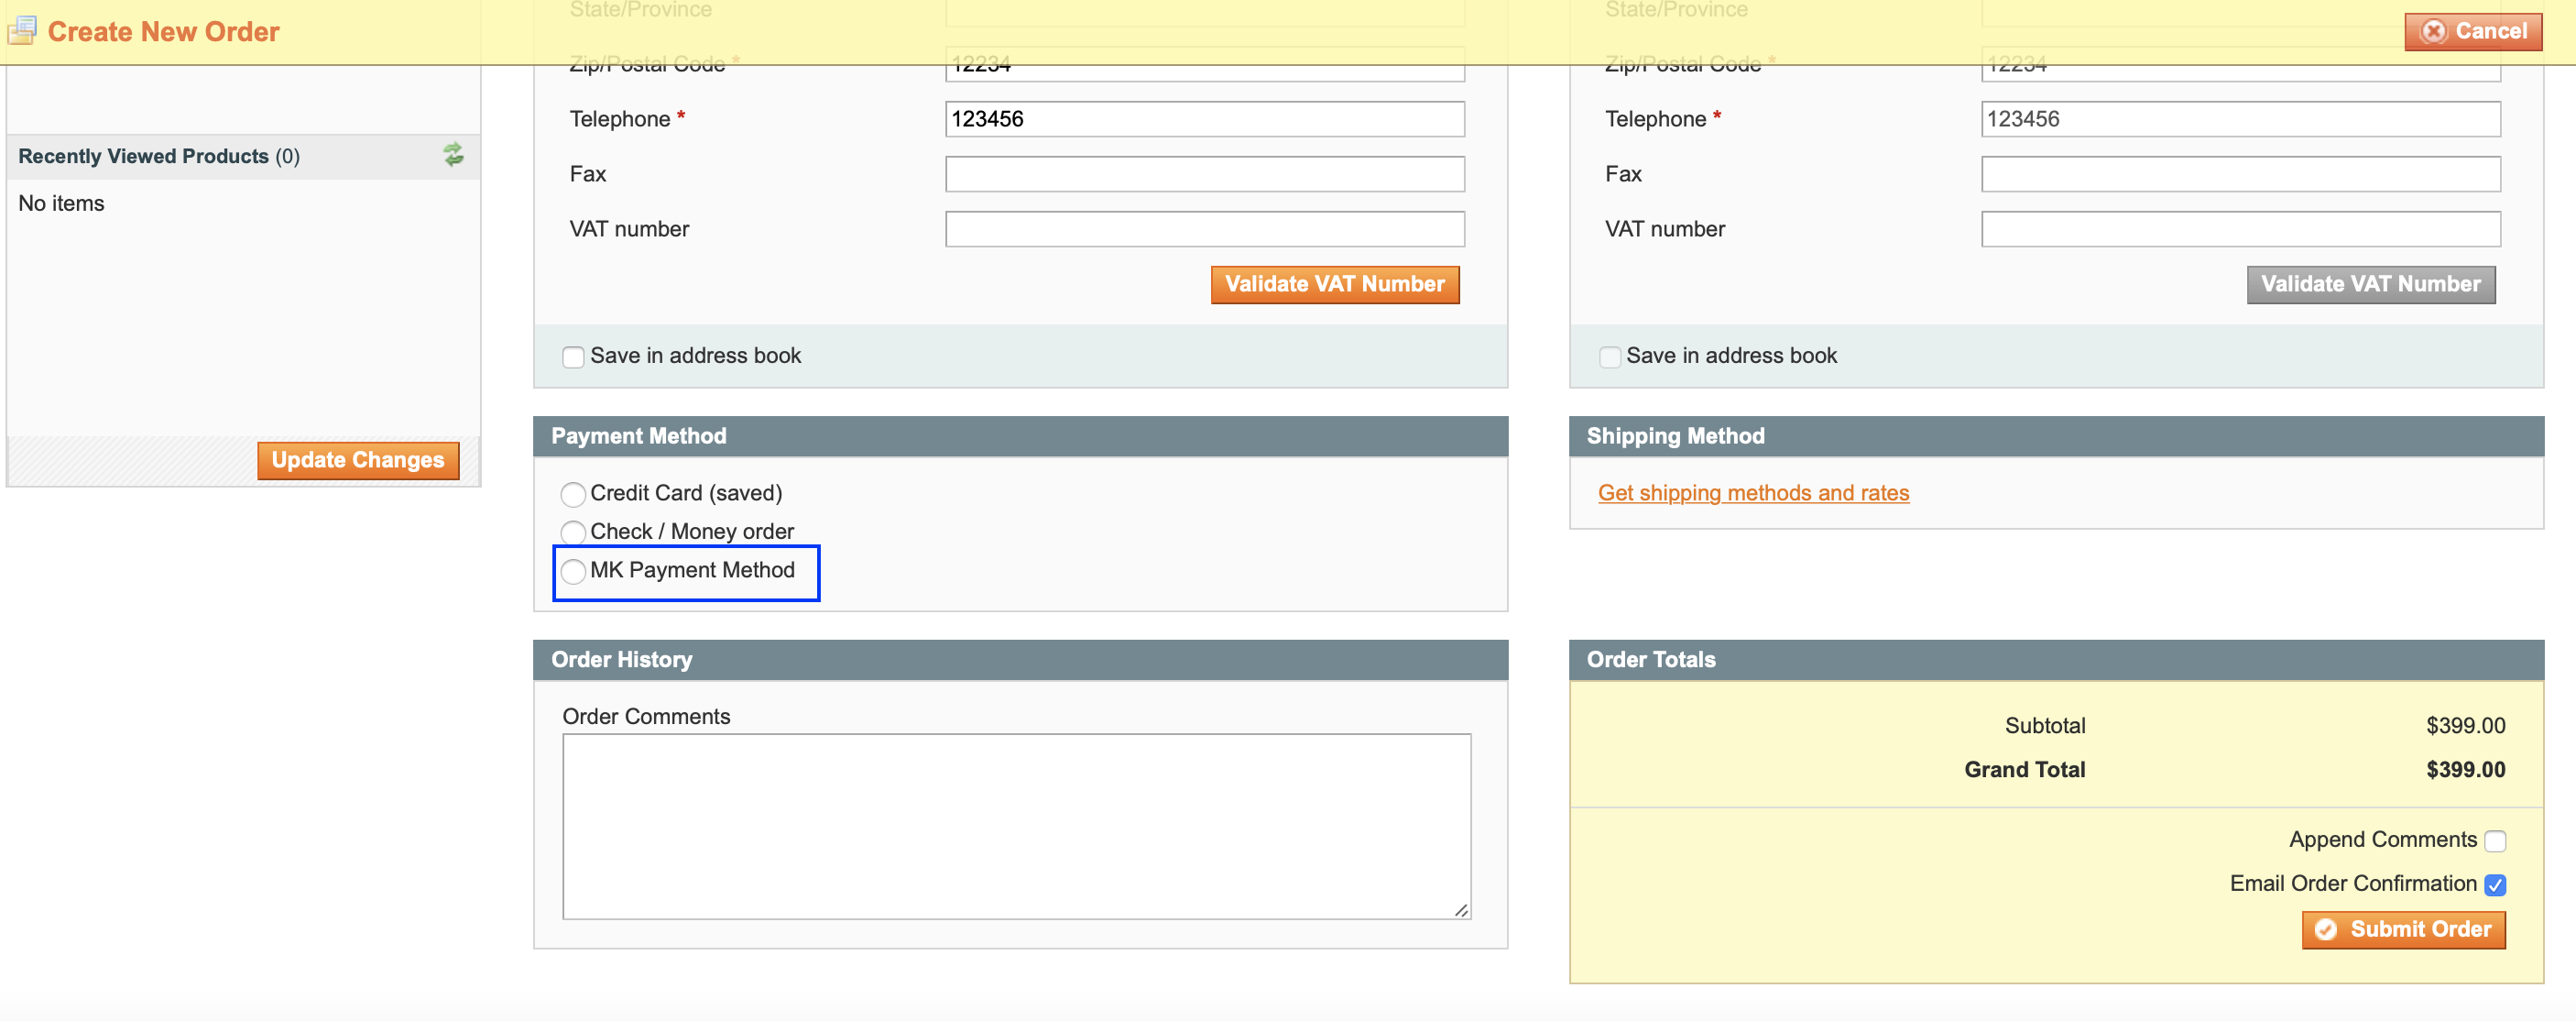 Create New Order
Cancel
State/Province
State/Province
Zip/Postal Code *
12234
Zip/Postal Code *
12234
Telephone *
123456
Telephone *
123456
Recently Viewed Products (0)
No items
Fax
Fax
VAT number
VAT number
Validate VAT Number
Validate VAT Number
Save in address book
Save in address book
Update Changes
Payment Method
Shipping Method
Credit Card (saved)
Get shipping methods and rates
Check / Money order
MK Payment Method
Order History
Order Totals
Order Comments
Subtotal $399.00
Grand Total $399.00
Append Comments
Email Order Confirmation
Submit Order